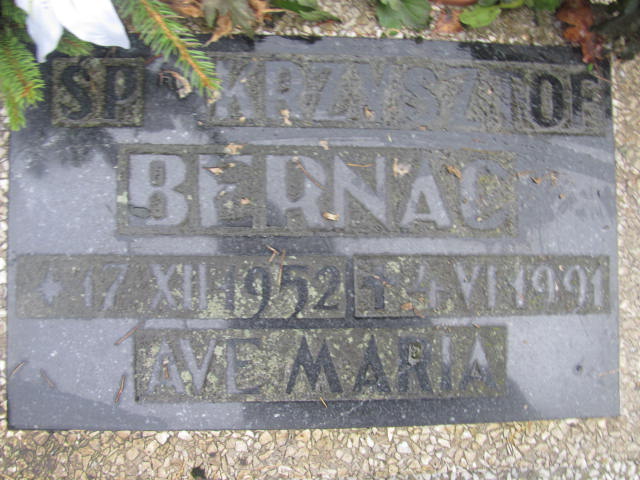 SP KRZYSZTOF
BERNAC
* 17 XII 1952 † 4 VI 1991
AVE MARIA